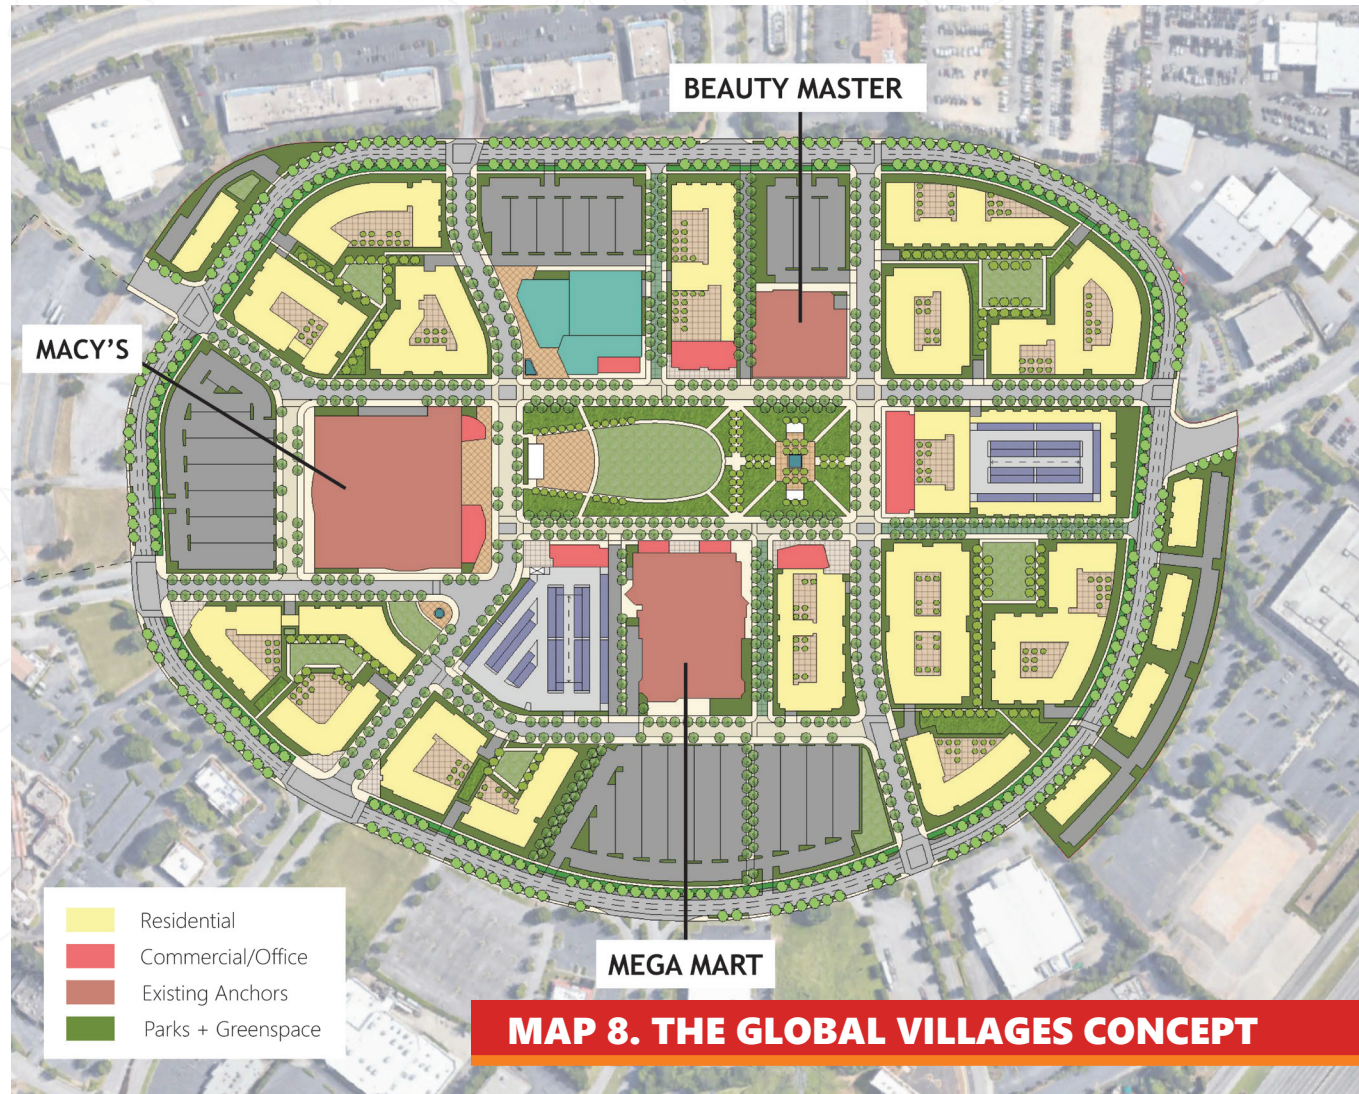 BEAUTY MASTER
MACY'S
MEGA MART
Residential
Commercial/Office
Existing Anchors
Parks + Greenspace
MAP 8. THE GLOBAL VILLAGES CONCEPT